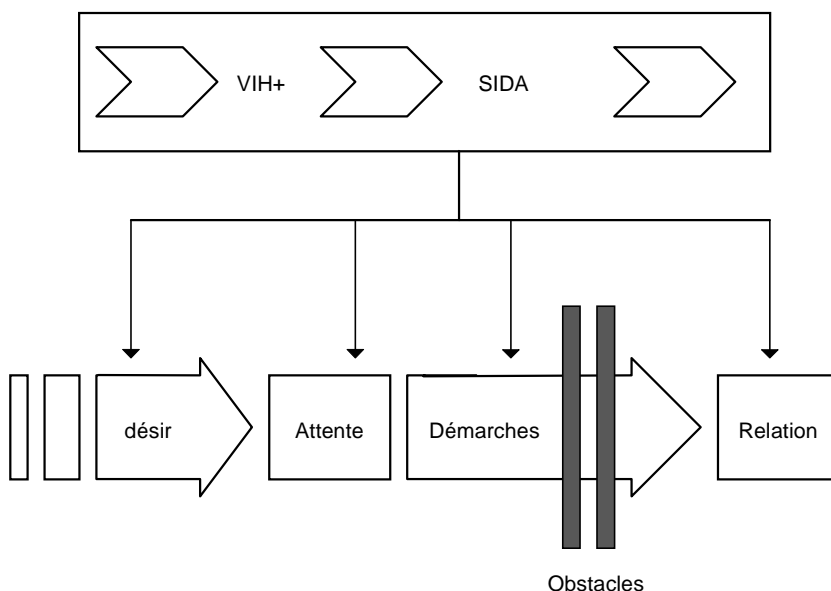 VIH+
SIDA
désir
Attente
Démarches
Relation
Obstacles